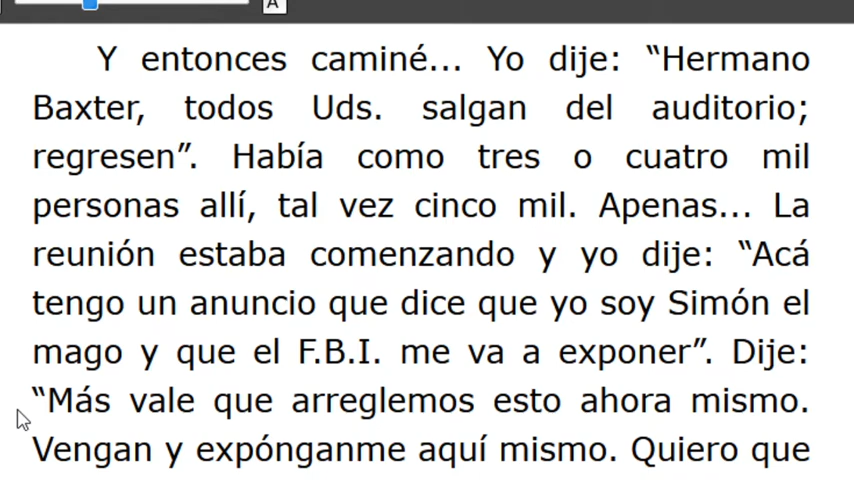 A
Y entonces caminé... Yo dije: “Hermano
Baxter, todos Uds. salgan del auditorio;
regresen”. Había como tres o cuatro mil
personas allí, tal vez cinco mil. Apenas... La
reunión estaba comenzando y yo dije: “Acá
tengo un anuncio que dice que yo soy Simón el
mago y que el F.B.I. me va a exponer”. Dije:
“Más vale que arreglemos esto ahora mismo.
Vengan y expónganme aquí mismo. Quiero que